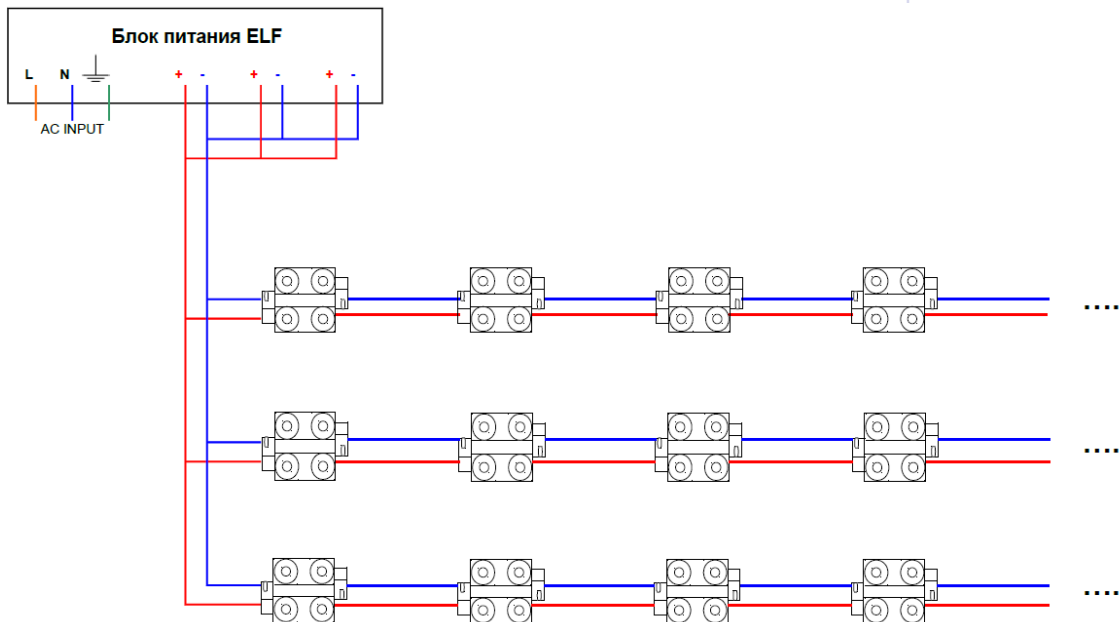 Блок питания ELF
L N + - + - + -
AC INPUT
....
....
....